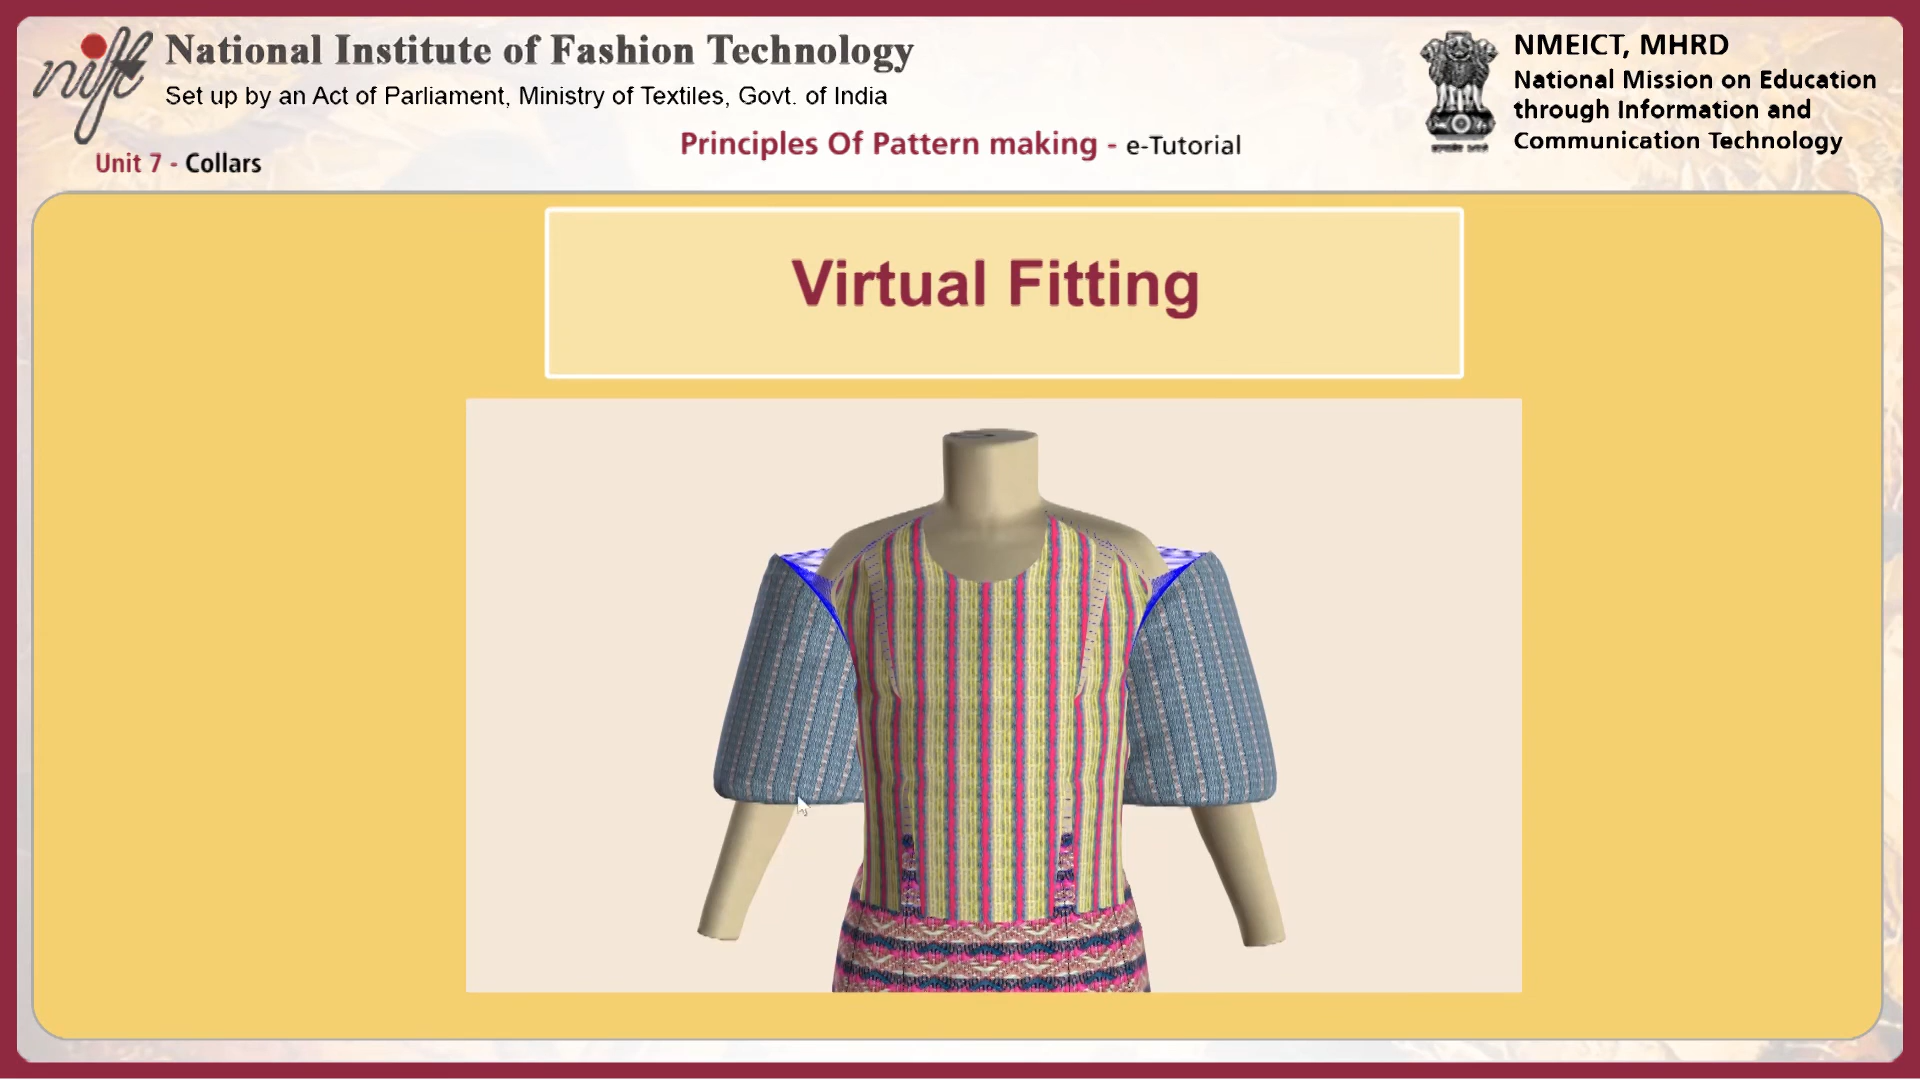 nift
National Institute of Fashion Technology
Set up by an Act of Parliament, Ministry of Textiles, Govt. of India
NMEICT, MHRD
National Mission on Education
through Information and
Communication Technology
Principles Of Pattern making - e-Tutorial
Unit 7 - Collars
Virtual Fitting